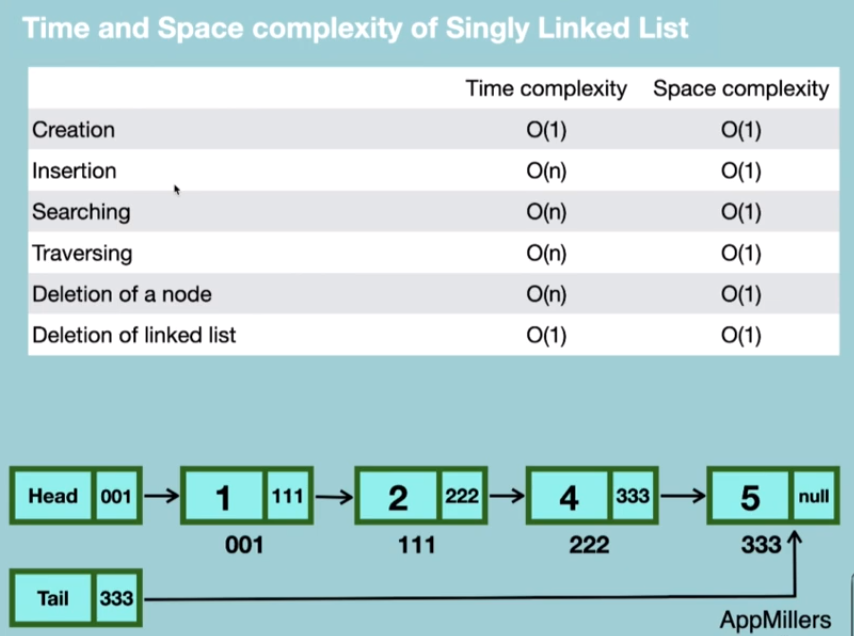 Time and Space complexity of Singly Linked List
Time complexity Space complexity
Creation O(1) O(1)
Insertion O(n) O(1)
Searching O(n) O(1)
Traversing O(n) O(1)
Deletion of a node O(n) O(1)
Deletion of linked list O(1) O(1)
Head 001 1 111 2 222 4 333 5 null
001 111 222 333
Tail 333
AppMillers